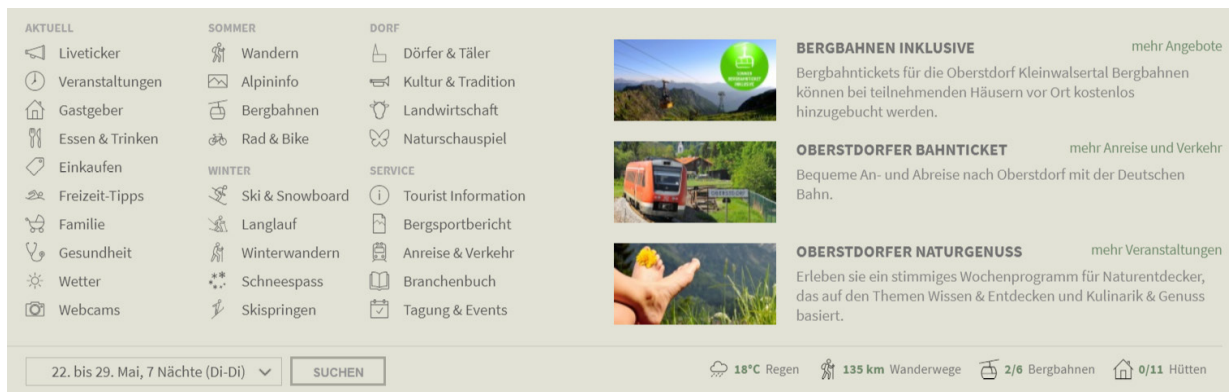 AKTUELL
Liveticker
Veranstaltungen
Gastgeber
Essen & Trinken
Einkaufen
Freizeit-Tipps
Familie
Gesundheit
Wetter
Webcams
SOMMER
Wandern
Alpininfo
Bergbahnen
Rad & Bike
WINTER
Ski & Snowboard
Langlauf
Winterwandern
Schneespass
Skispringen
DORF
Dörfer & Täler
Kultur & Tradition
Landwirtschaft
Naturschauspiel
SERVICE
Tourist Information
Bergsportbericht
Anreise & Verkehr
Branchenbuch
Tagung & Events
BERGBAHNEN INKLUSIVE mehr Angebote
Bergbahntickets für die Oberstdorf Kleinwalsertal Bergbahnen
können bei teilnehmenden Häusern vor Ort kostenlos
hinzugebucht werden.
OBERSTDORF
OBERSTDORFER BAHNTICKET mehr Anreise und Verkehr
Bequeme An- und Abreise nach Oberstdorf mit der Deutschen
Bahn.
OBERSTDORFER NATURGENUSS mehr Veranstaltungen
Erleben sie ein stimmiges Wochenprogramm für Naturentdecker,
das auf den Themen Wissen & Entdecken und Kulinarik & Genuss
basiert.
22. bis 29. Mai, 7 Nächte (Di-Di) SUCHEN 18°C Regen 135 km Wanderwege 2/6 Bergbahnen 0/11 Hütten